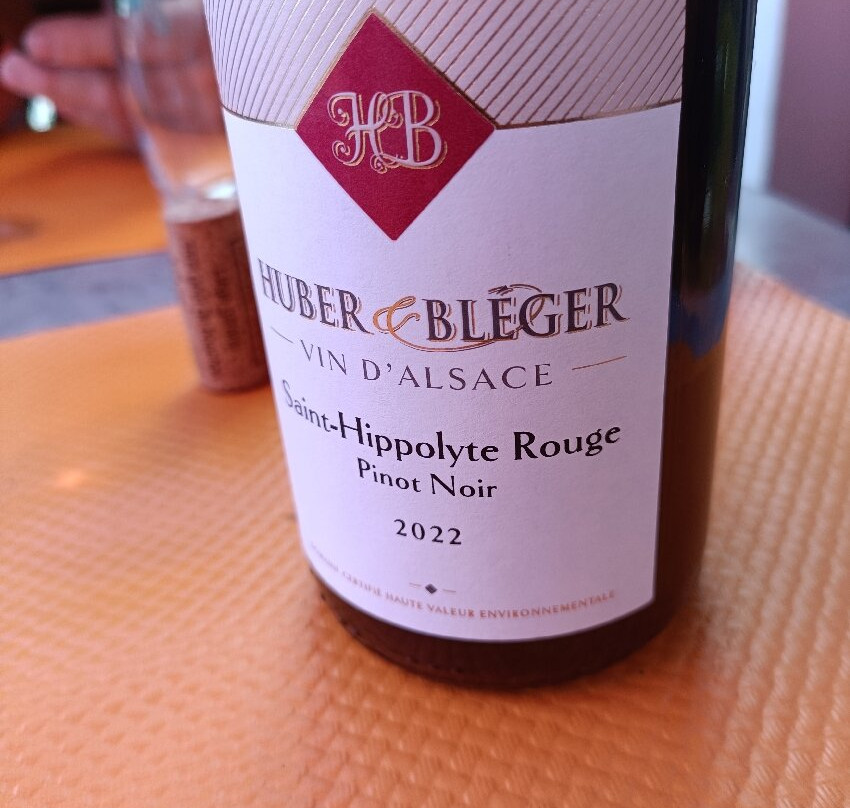 HB
HUBER & BLÉGER
VIN D'ALSACE
Saint-Hippolyte Rouge
Pinot Noir
2022
CERTIFIÉ HAUTE VALEUR ENVIRONNEMENTALE